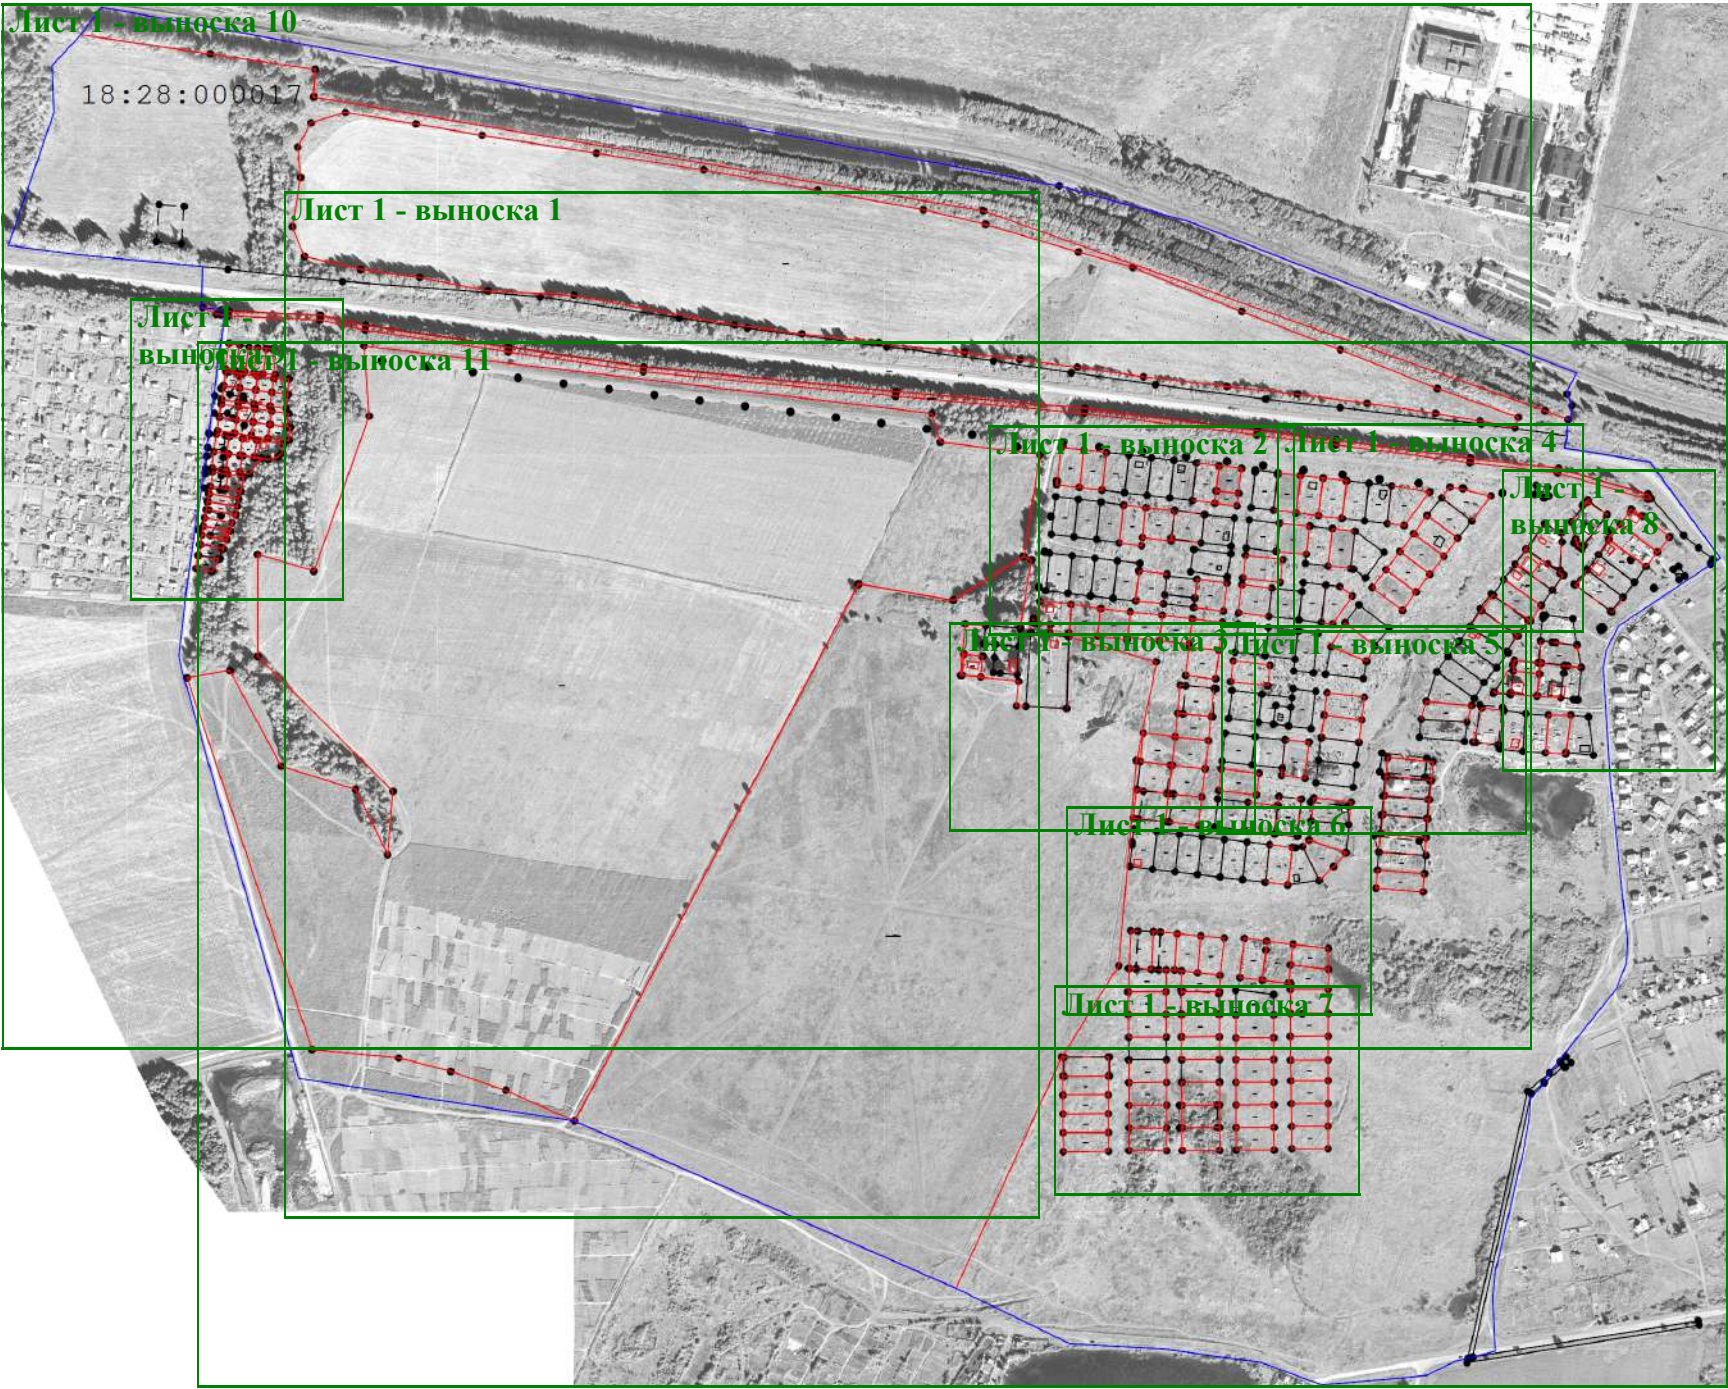 Лист 1 - выноска 10
18:28:000017
Лист 1 - выноска 1
Лист 1 -
выноска 9
Лист 1 - выноска 11
Лист 1 - выноска 2
Лист 1 - выноска 4
Лист 1 -
выноска 8
Лист 1 - выноска 3
Лист 1 - выноска 5
Лист 1 - выноска 6
Лист 1 - выноска 7